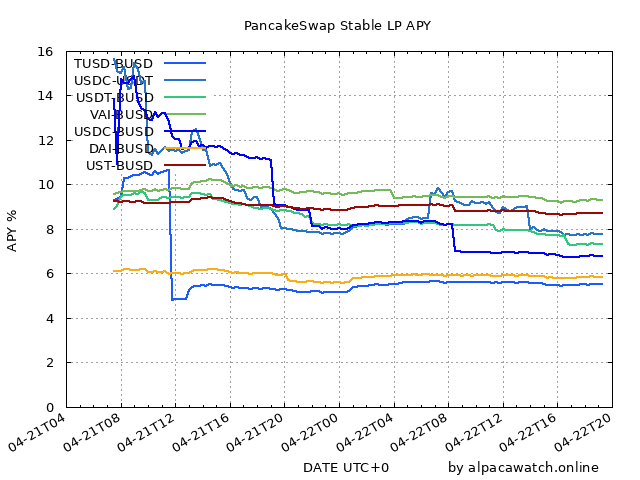 PancakeSwap Stable LP APY
16
14
12
10
8
6
4
2
0
APY %
TUSD-BUSD
USDC-USDT
USDT-BUSD
VAI-BUSD
USDC-BUSD
DAI-BUSD
UST-BUSD
04-21T04
04-21T08
04-21T12
04-21T16
04-21T20
04-22T00
04-22T04
04-22T08
04-22T12
04-22T16
04-22T20
DATE UTC+0
by alpacawatch.online